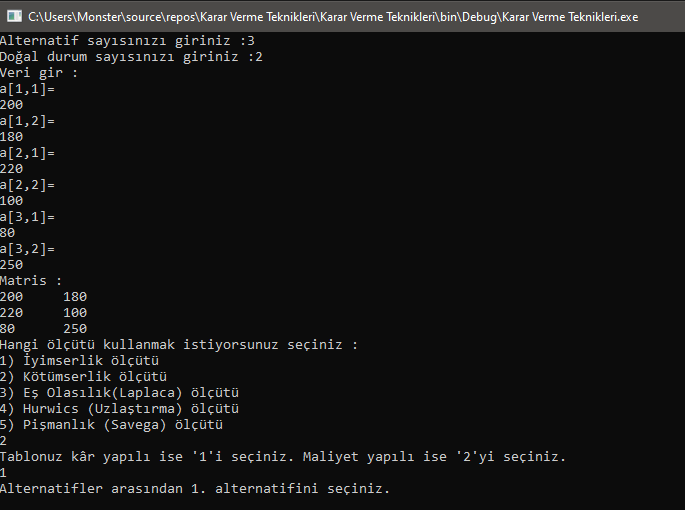 C:\Users\Monster\source\repos\Karar Verme Teknikleri\Karar Verme Teknikleri\bin\Debug\Karar Verme Teknikleri.exe
Alternatif sayısınızı giriniz :3
Doğal durum sayısınızı giriniz :2
Veri gir :
a[1,1]=
200
a[1,2]=
180
a[2,1]=
220
a[2,2]=
100
a[3,1]=
80
a[3,2]=
250
Matris :
200     180
220     100
80      250
Hangi ölçütü kullanmak istiyorsunuz seçiniz :
1) İyimserlik ölçütü
2) Kötümserlik ölçütü
3) Eş Olasılık(Laplaca) ölçütü
4) Hurwics (Uzlaştırma) ölçütü
5) Pişmanlık (Savega) ölçütü
2
Tablonuz kâr yapılı ise '1'i seçiniz. Maliyet yapılı ise '2'yi seçiniz.
1
Alternatifler arasından 1. alternatifini seçiniz.